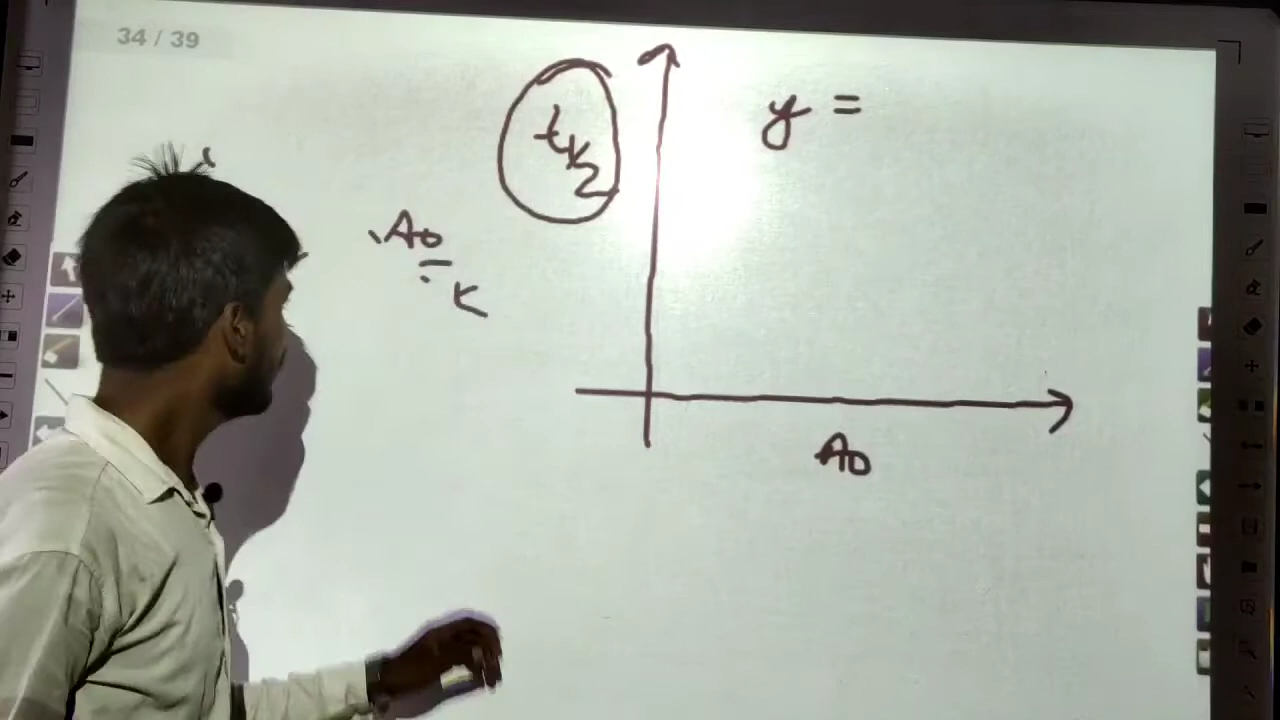 34 / 39
t1/2
y =
A0
K
A0